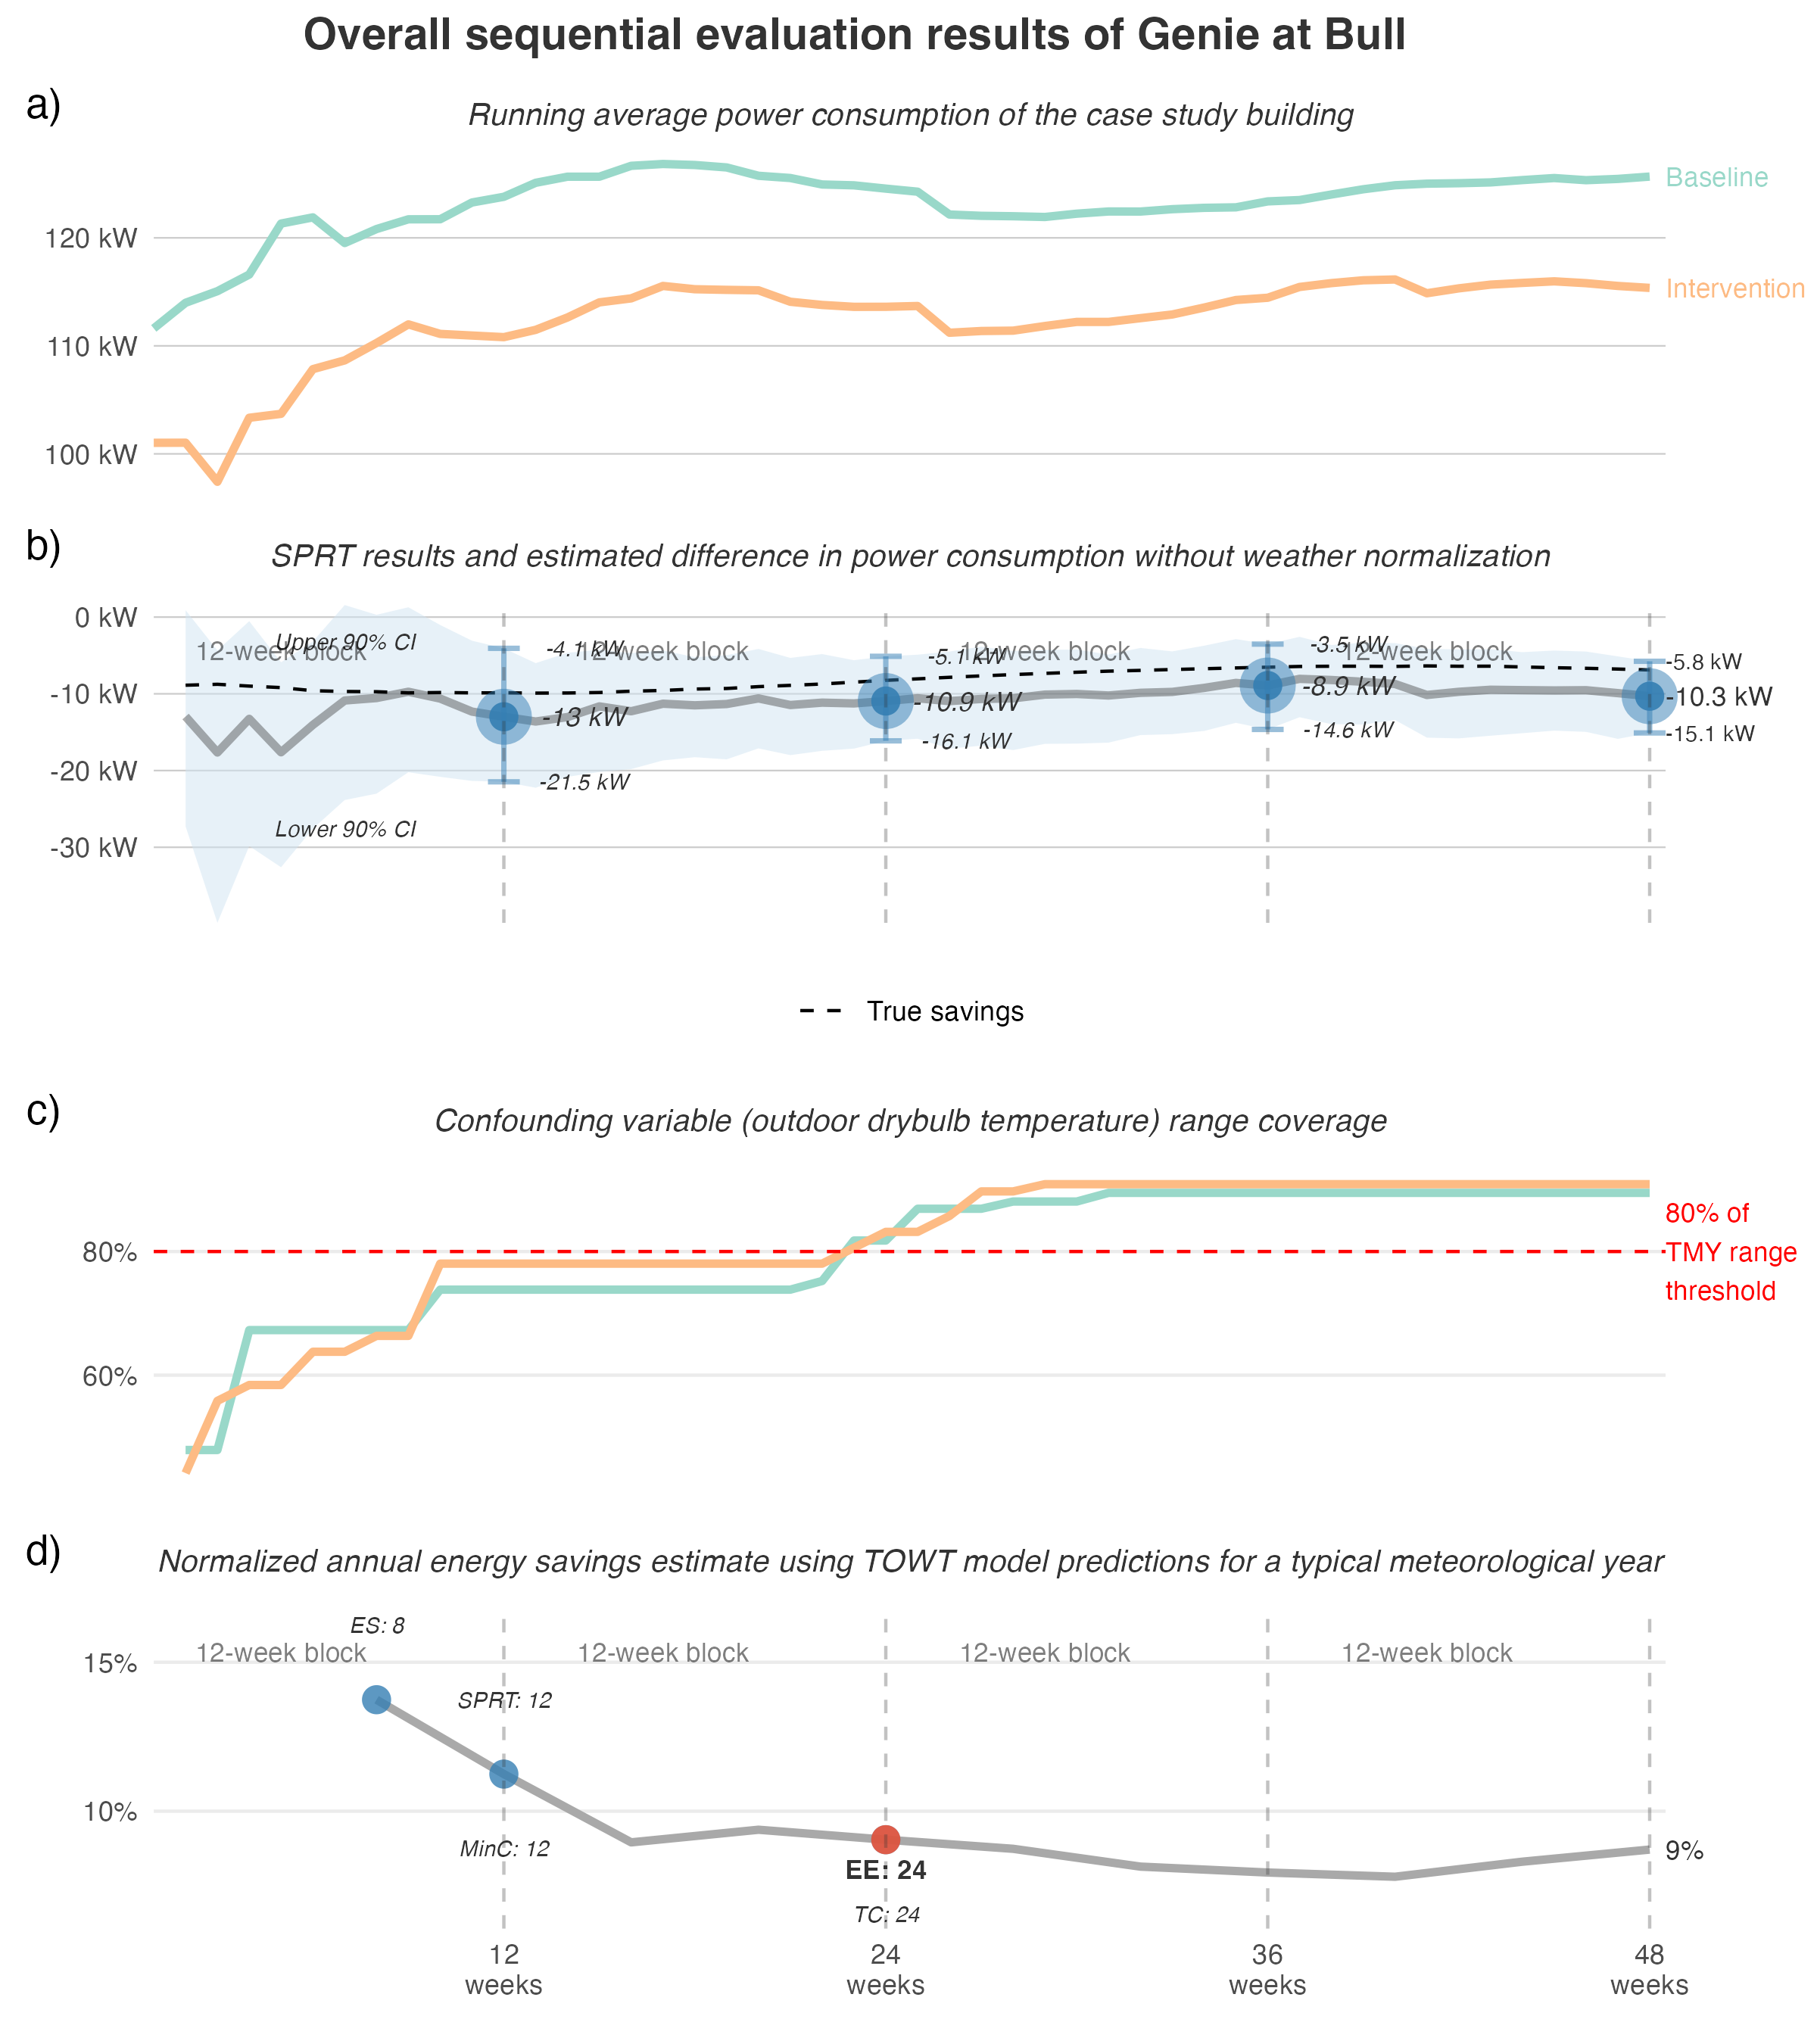 Overall sequential evaluation results of Genie at Bull
a)
Running average power consumption of the case study building
Baseline
120 kW
Intervention
110 kW
100 kW
b)
SPRT results and estimated difference in power consumption without weather normalization
0 kW
Upper 90% CI
12-week block
-4.1 kW
12-week block
-5.1 kW
12-week block
-3.5 kW
12-week block
-5.8 kW
-10 kW
-13 kW
-10.9 kW
-8.9 kW
-10.3 kW
-16.1 kW
-14.6 kW
-15.1 kW
-20 kW
-21.5 kW
Lower 90% CI
-30 kW
True savings
c)
Confounding variable (outdoor drybulb temperature) range coverage
80% of
TMY range
threshold
80%
60%
d)
Normalized annual energy savings estimate using TOWT model predictions for a typical meteorological year
ES: 8
12-week block
12-week block
12-week block
12-week block
15%
SPRT: 12
10%
MinC: 12
EE: 24
9%
TC: 24
12
weeks
24
weeks
36
weeks
48
weeks